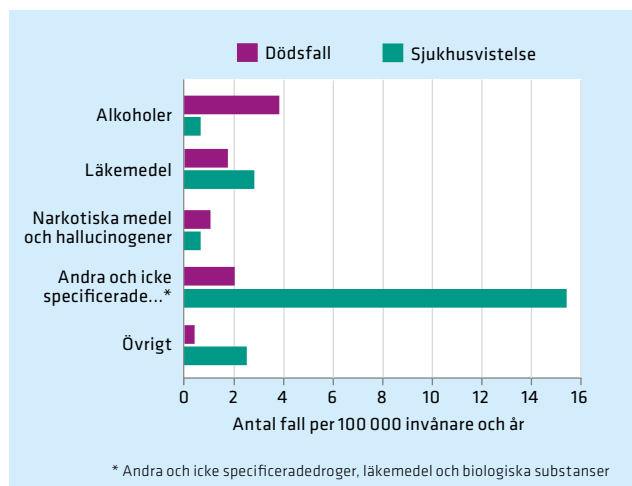 Dödsfall Sjukhusvistelse
Alkoholer
Läkemedel
Narkotiska medel
och hallucinogener
Andra och icke
specificerade...*
Övrigt
0 2 4 6 8 10 12 14 16
Antal fall per 100 000 invånare och år
* Andra och icke specificeradedroger, läkemedel och biologiska substanser